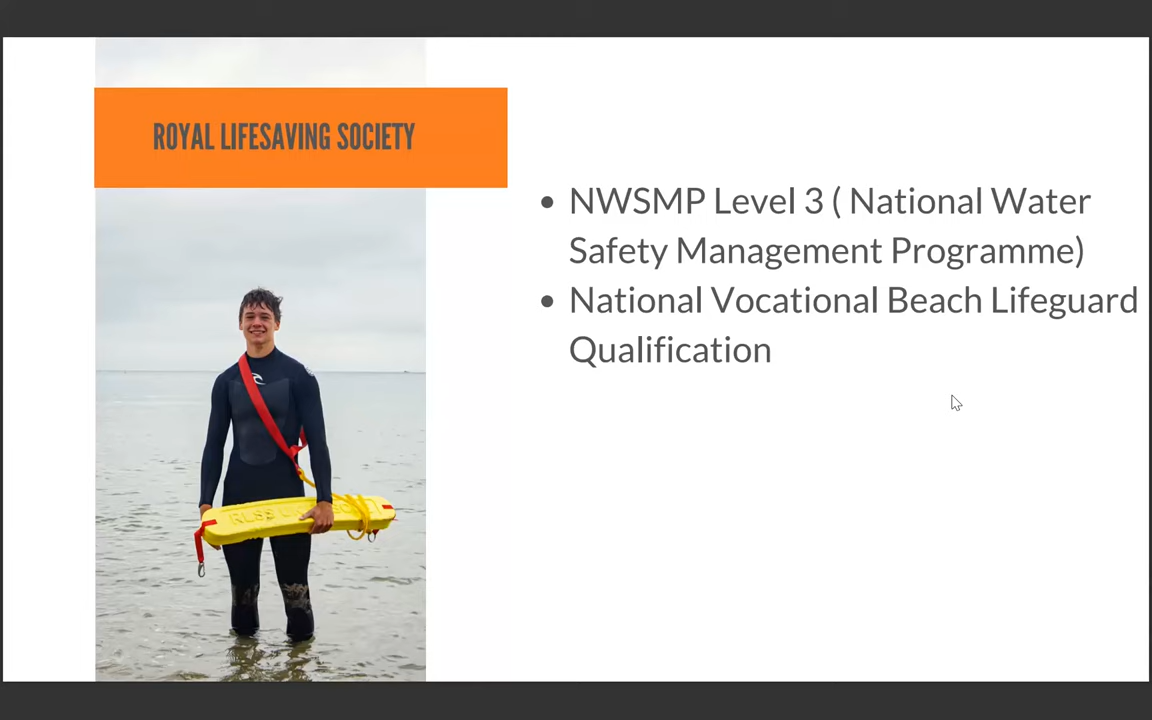 ROYAL LIFESAVING SOCIETY
NWSMP Level 3 ( National Water
Safety Management Programme)
National Vocational Beach Lifeguard
Qualification